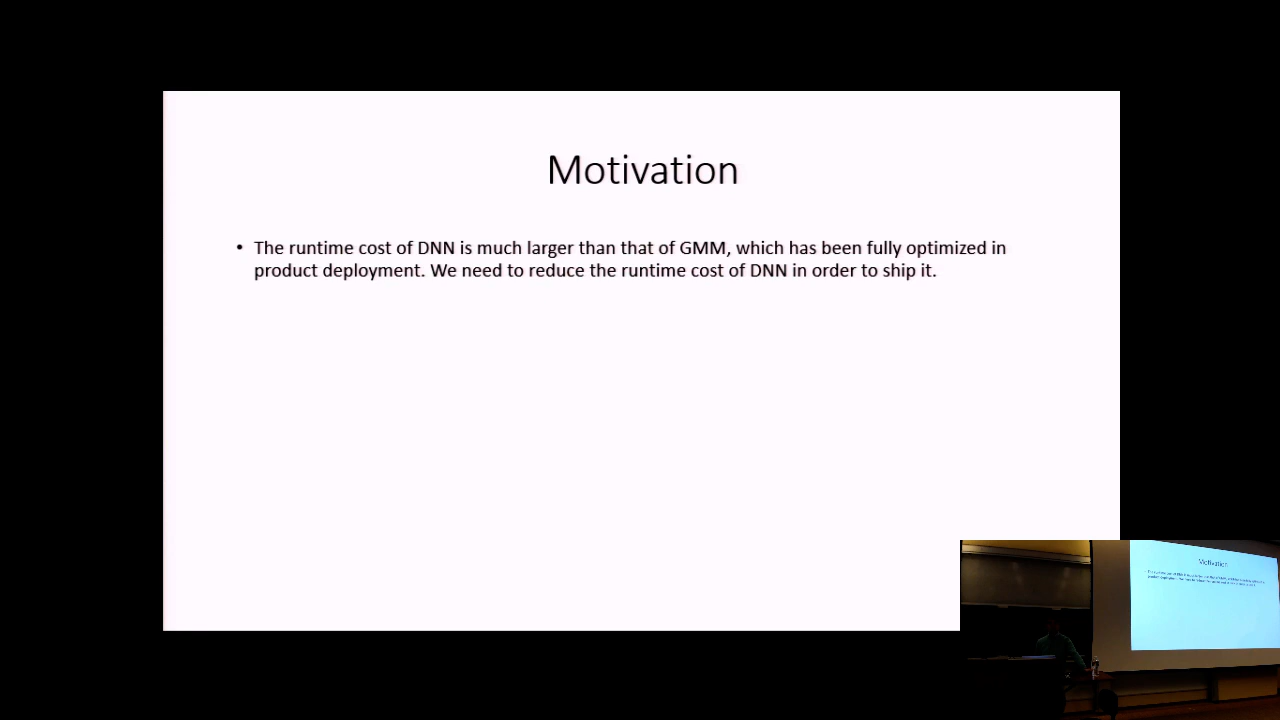 Motivation
• The runtime cost of DNN is much larger than that of GMM, which has been fully optimized in
product deployment. We need to reduce the runtime cost of DNN in order to ship it.
Motivation